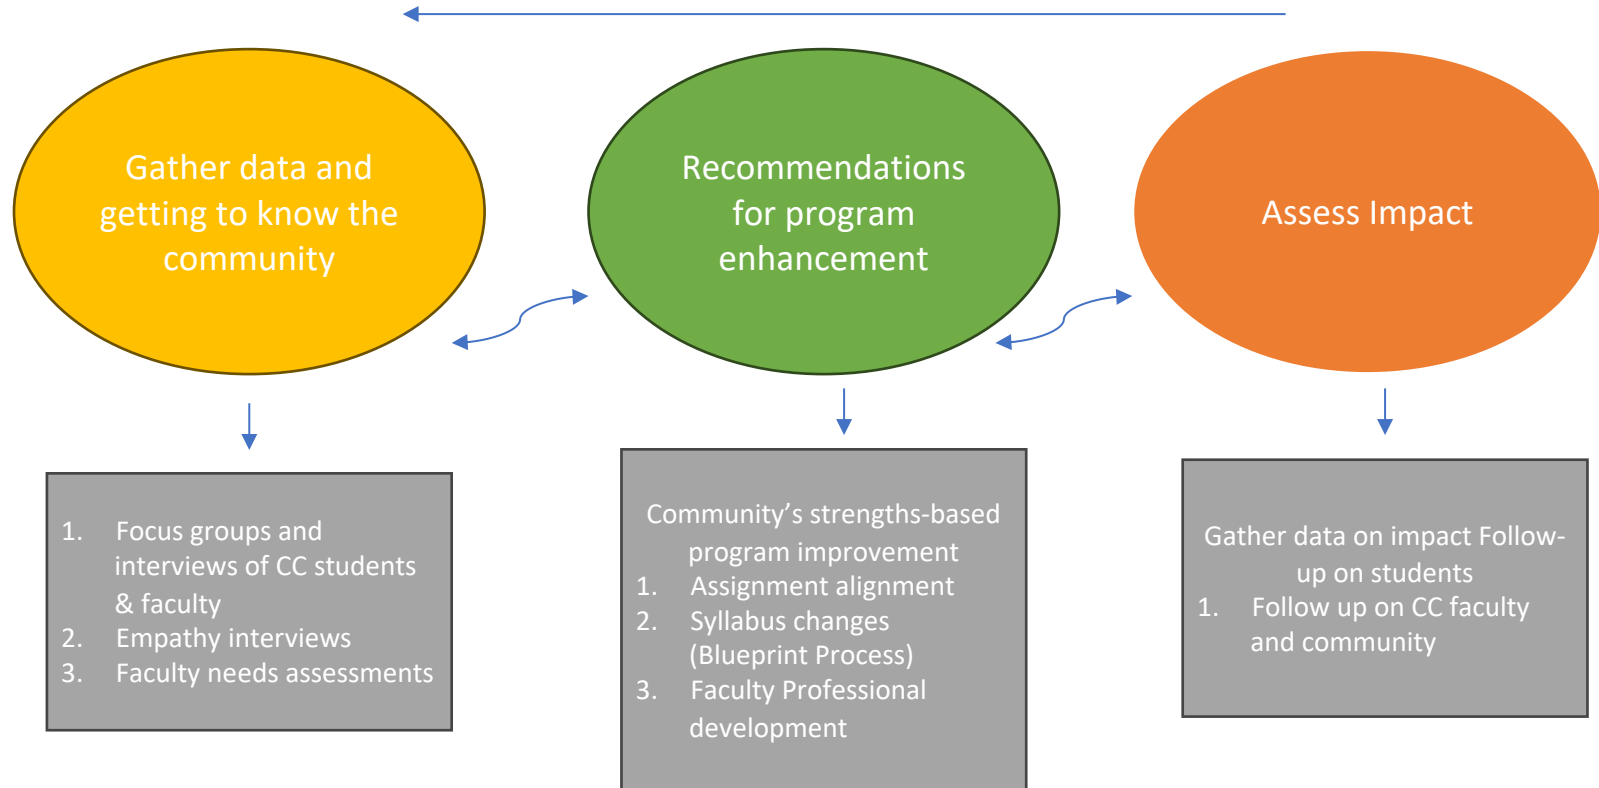 Gather data and
getting to know the
community
Recommendations
for program
enhancement
Assess Impact
1. Focus groups and
interviews of CC students
& faculty
2. Empathy interviews
3. Faculty needs assessments
Community’s strengths-based
program improvement
1. Assignment alignment
2. Syllabus changes
(Blueprint Process)
3. Faculty Professional
development
Gather data on impact Follow-
up on students
1. Follow up on CC faculty
and community